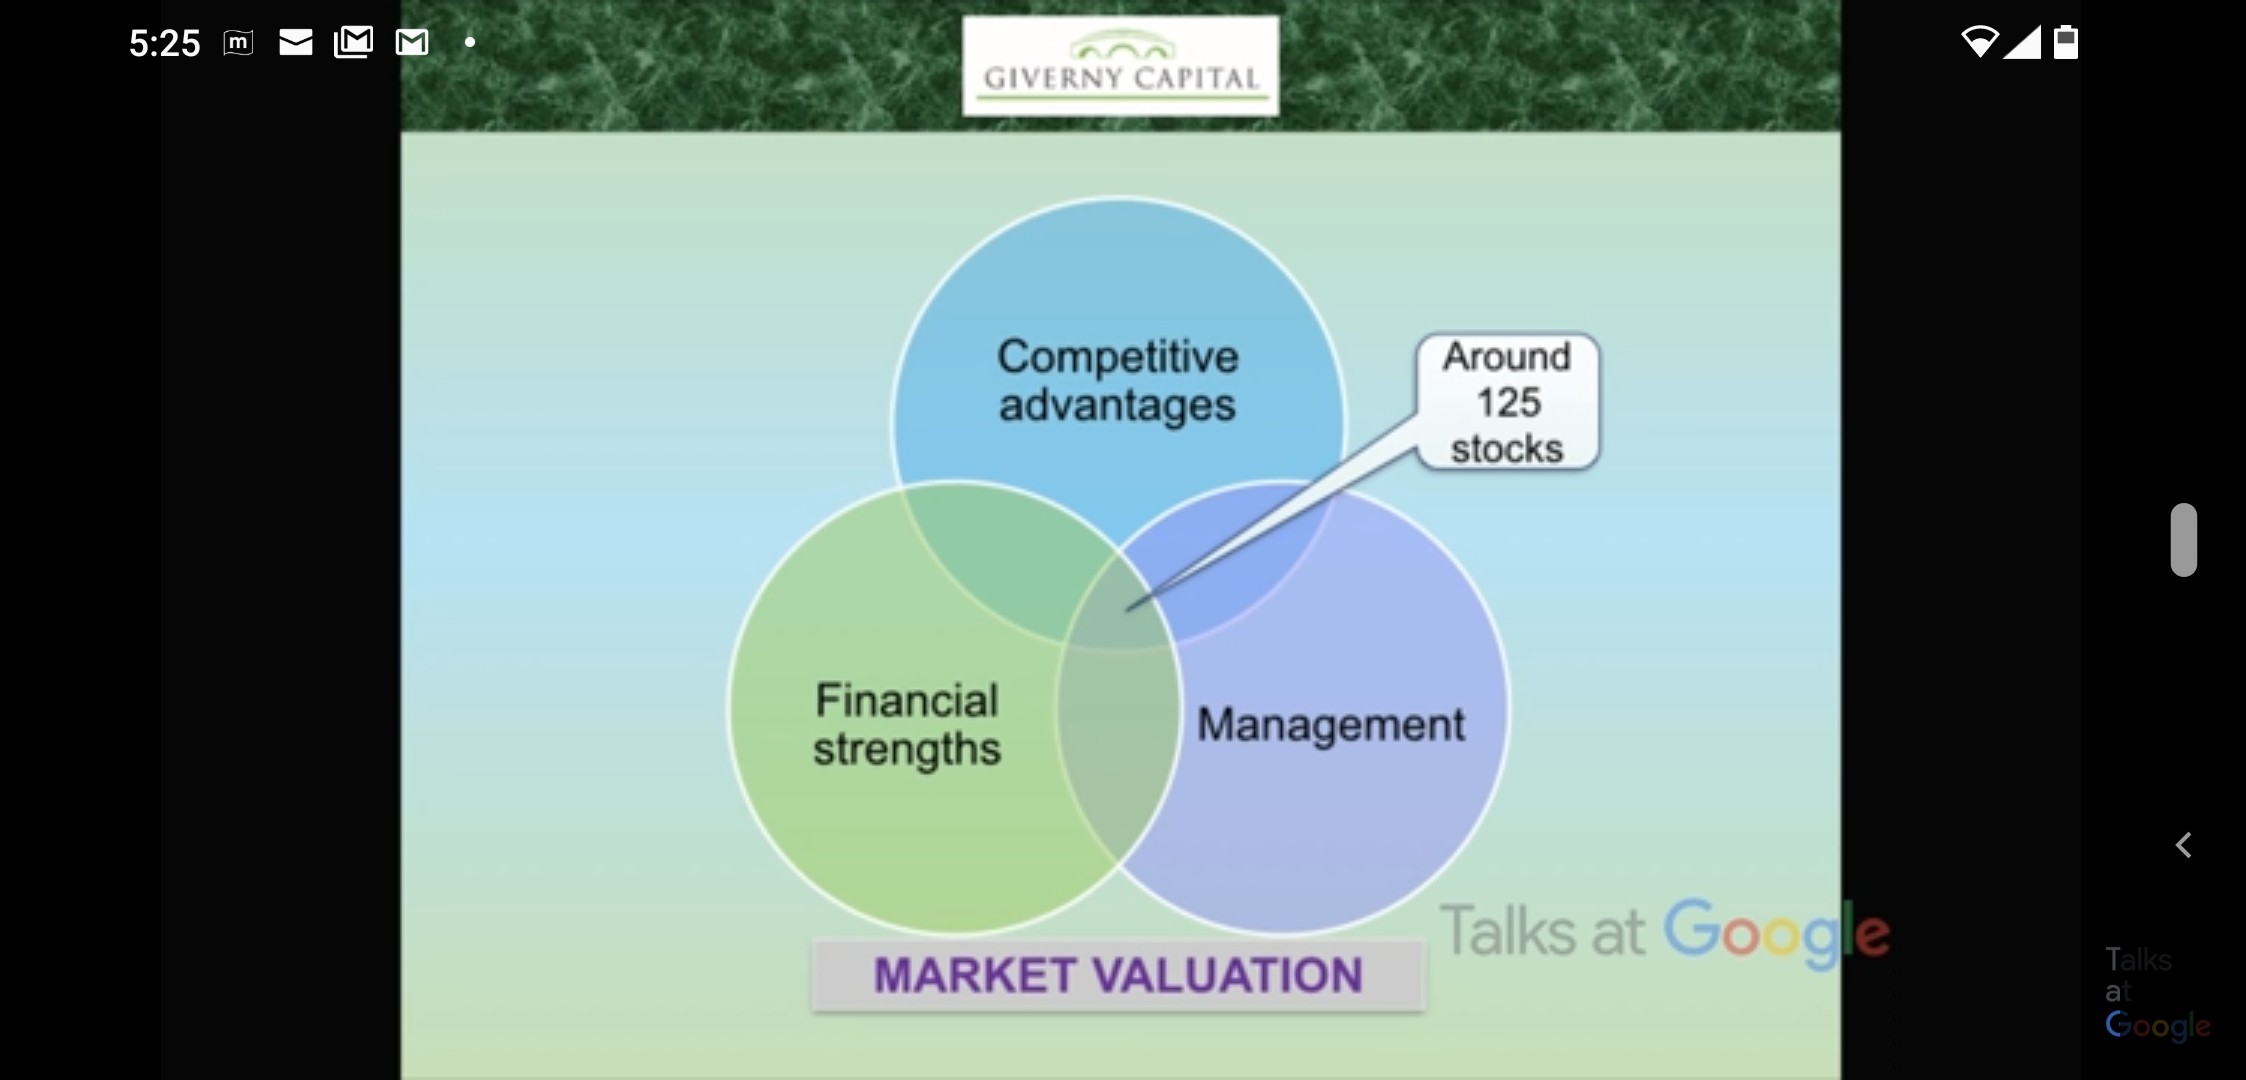 5:25
GIVERNY CAPITAL
Competitive
advantages
Around
125
stocks
Financial
strengths
Management
MARKET VALUATION
Talks at Google
Talks
at
Google